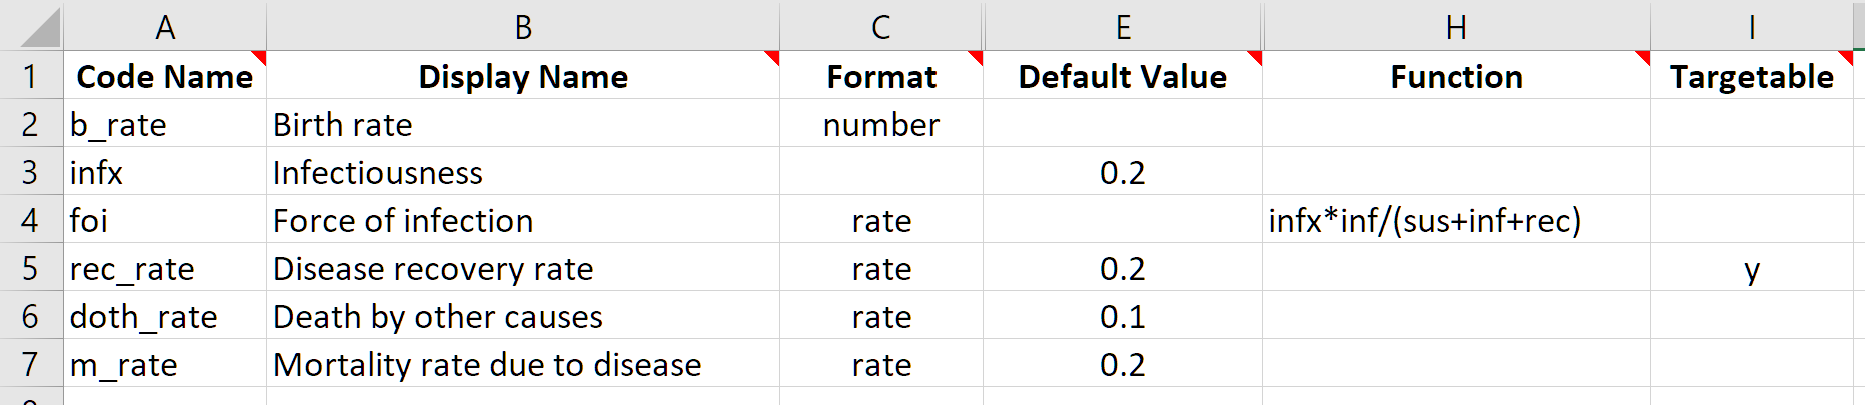 A B C E H I
1 Code Name Display Name Format Default Value Function Targetable
2 b_rate Birth rate number
3 infx Infectiousness 0.2
4 foi Force of infection rate infx*inf/(sus+inf+rec)
5 rec_rate Disease recovery rate rate 0.2 y
6 doth_rate Death by other causes rate 0.1
7 m_rate Mortality rate due to disease rate 0.2